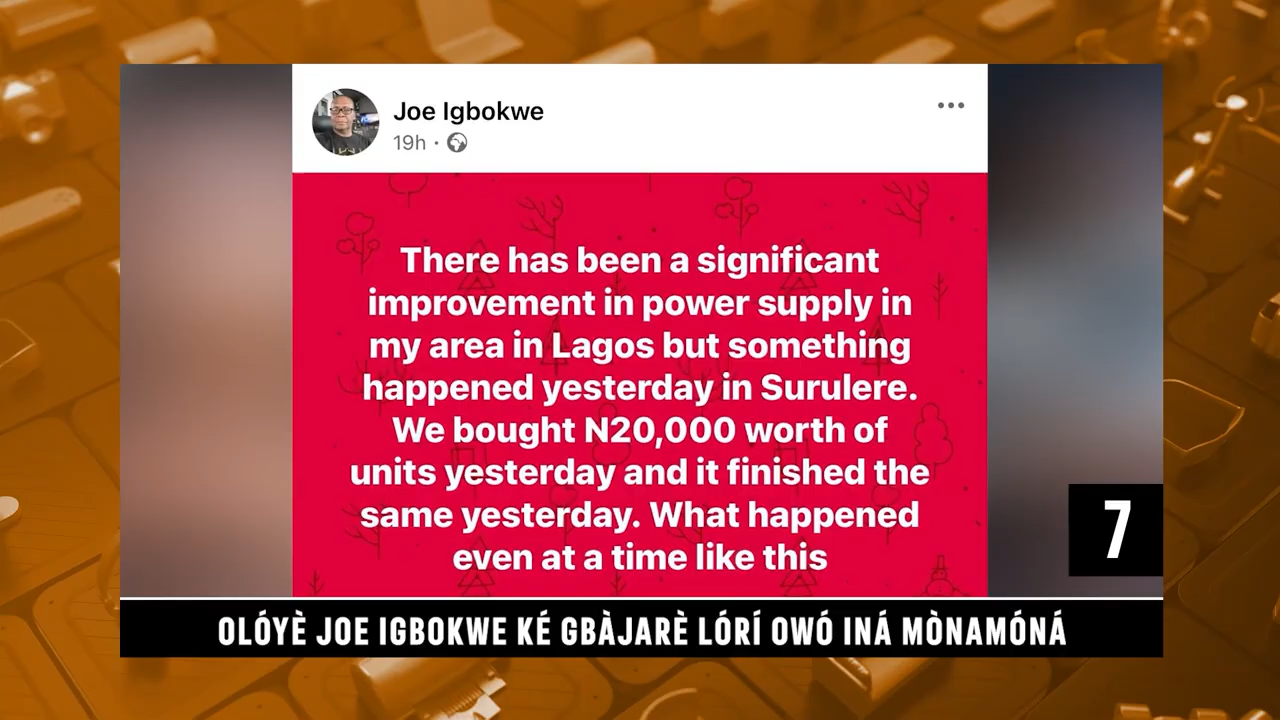 Joe Igbokwe
19h ·
There has been a significant
improvement in power supply in
my area in Lagos but something
happened yesterday in Surulere.
We bought N20,000 worth of
units yesterday and it finished the
same yesterday. What happened
even at a time like this
7
OLÓYÈ JOE IGBOKWE KÉ GBÀJARÈ LÓRÍ OWÓ INÁ MÒNAMÓNÁ